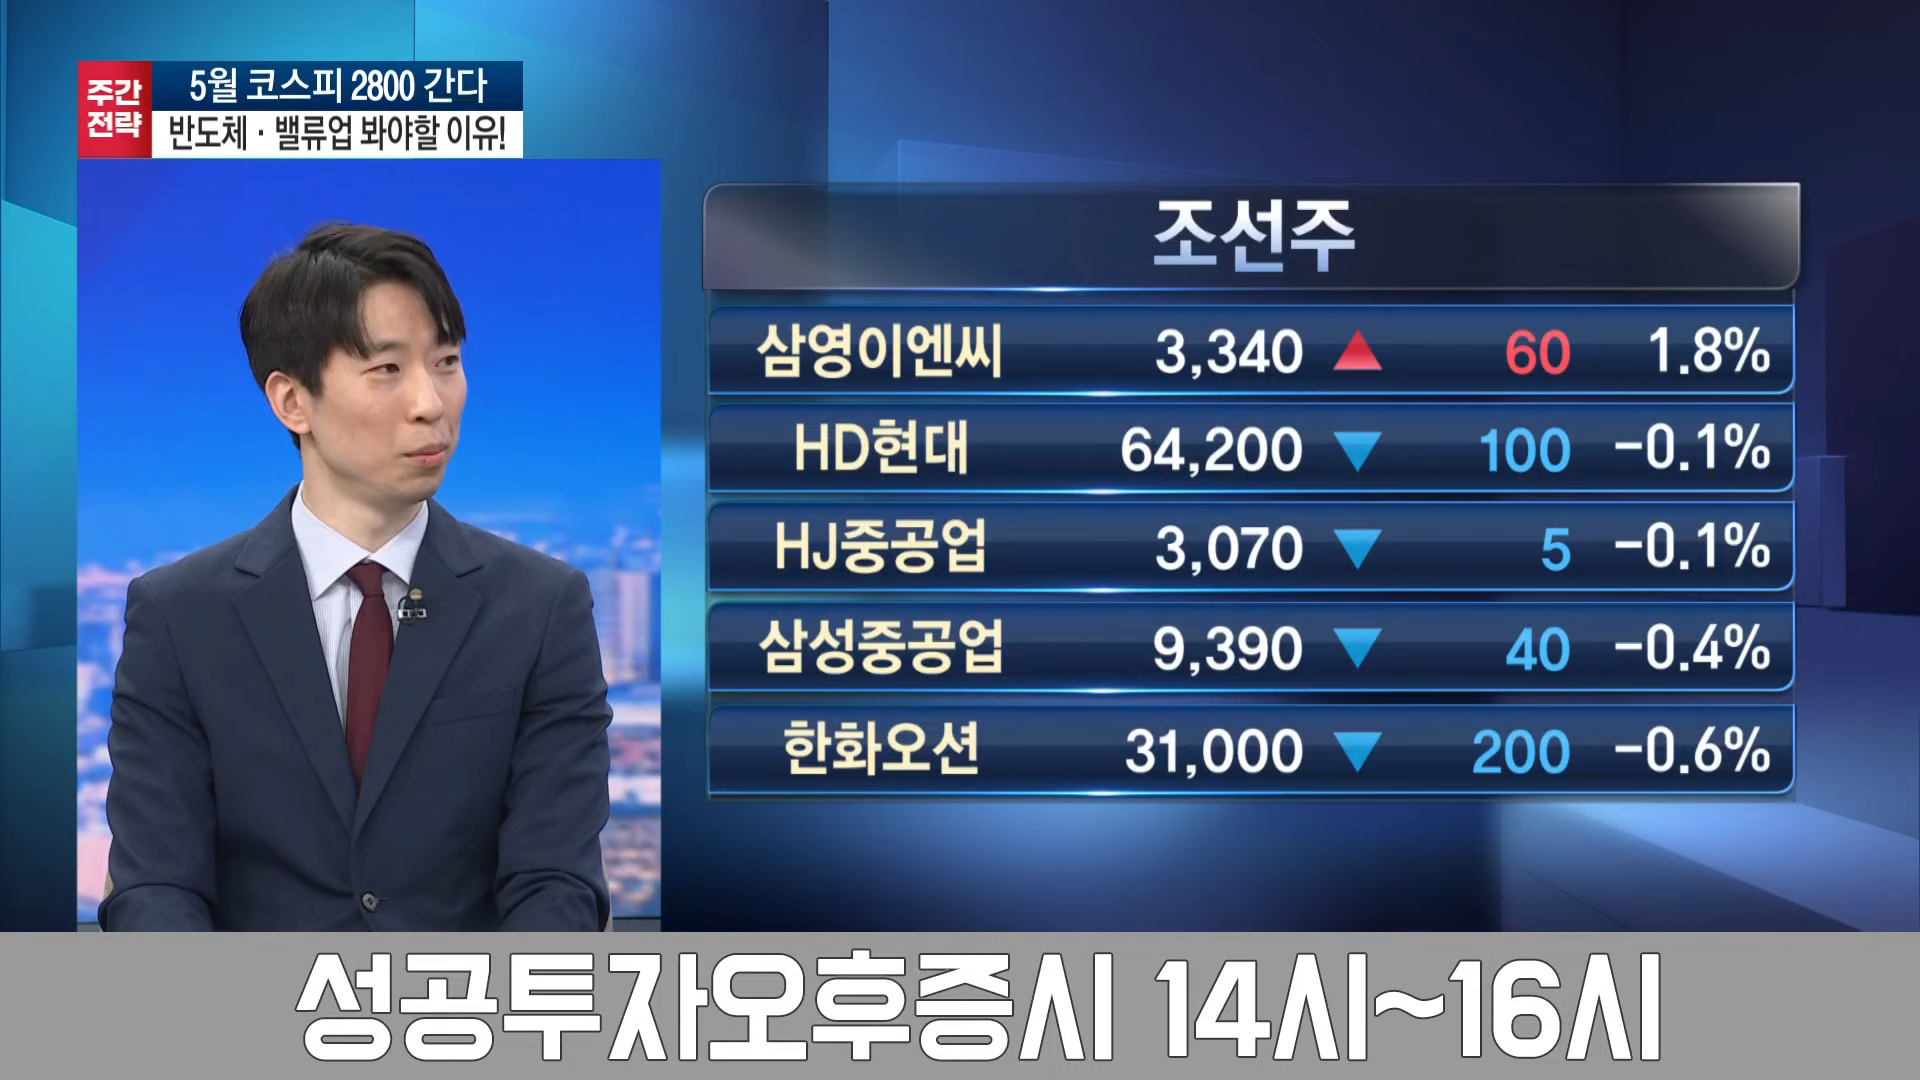 주간
전략
5월 코스피 2800 간다
반도체 · 밸류업 봐야할 이유!
조선주
삼영이엔씨 3,340 ▲ 60 1.8%
HD현대 64,200 ▼ 100 -0.1%
HJ중공업 3,070 ▼ 5 -0.1%
삼성중공업 9,390 ▼ 40 -0.4%
한화오션 31,000 ▼ 200 -0.6%
성공투자오후증시 14시~16시